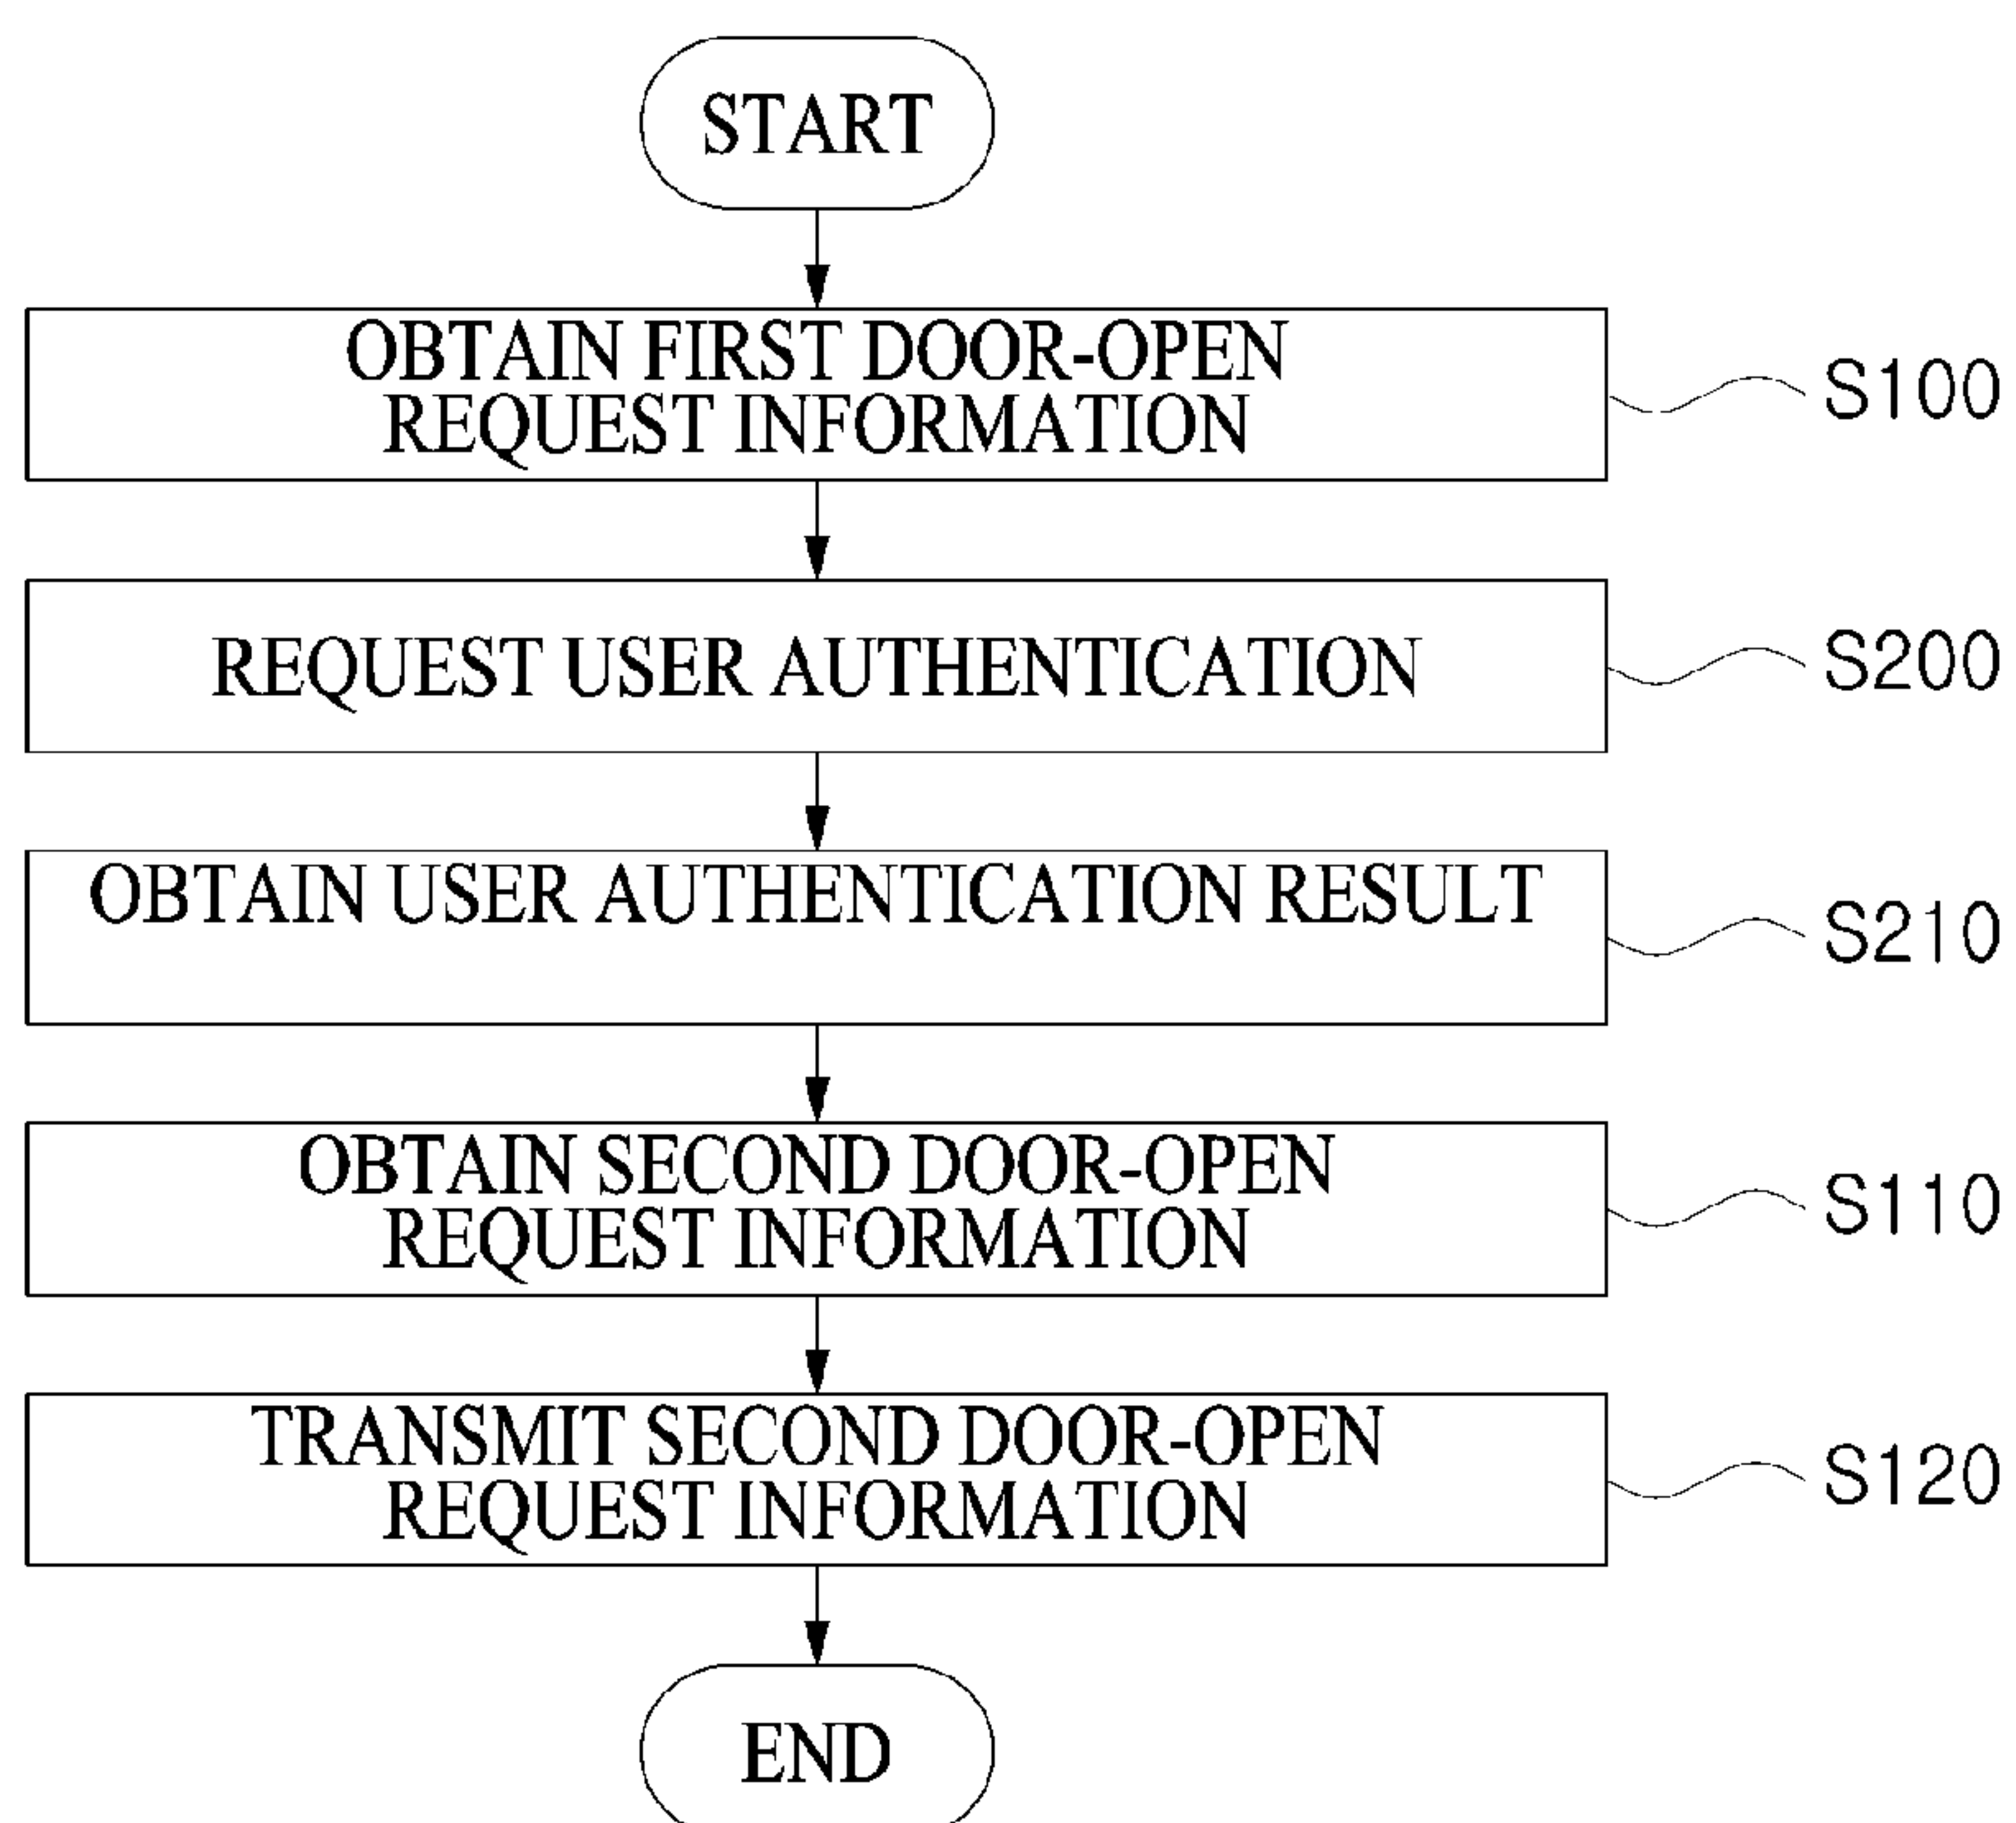 START
OBTAIN FIRST DOOR-OPEN
REQUEST INFORMATION
S100
REQUEST USER AUTHENTICATION
S200
OBTAIN USER AUTHENTICATION RESULT
S210
OBTAIN SECOND DOOR-OPEN
REQUEST INFORMATION
S110
TRANSMIT SECOND DOOR-OPEN
REQUEST INFORMATION
S120
END